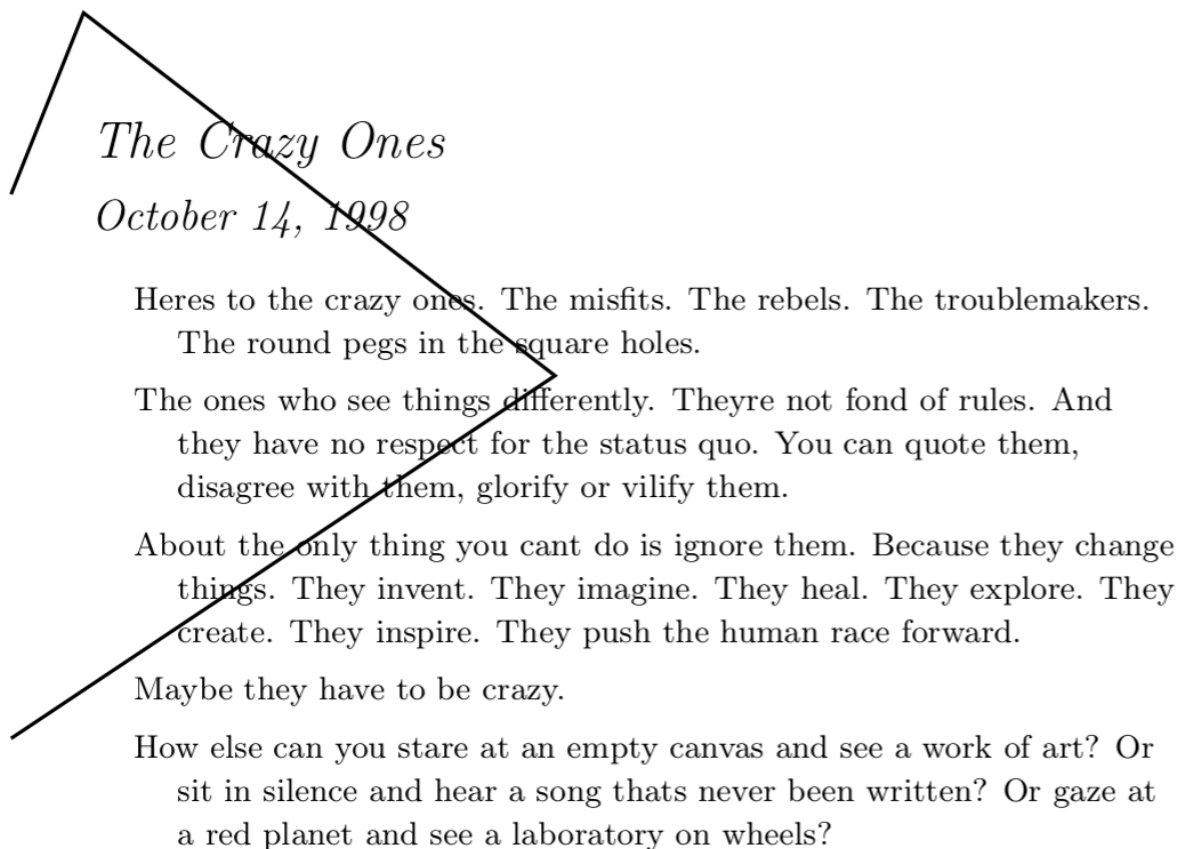 The Crazy Ones
October 14, 1998
Heres to the crazy ones. The misfits. The rebels. The troublemakers.
The round pegs in the square holes.
The ones who see things differently. Theyre not fond of rules. And
they have no respect for the status quo. You can quote them,
disagree with them, glorify or vilify them.
About the only thing you cant do is ignore them. Because they change
things. They invent. They imagine. They heal. They explore. They
create. They inspire. They push the human race forward.
Maybe they have to be crazy.
How else can you stare at an empty canvas and see a work of art? Or
sit in silence and hear a song thats never been written? Or gaze at
a red planet and see a laboratory on wheels?